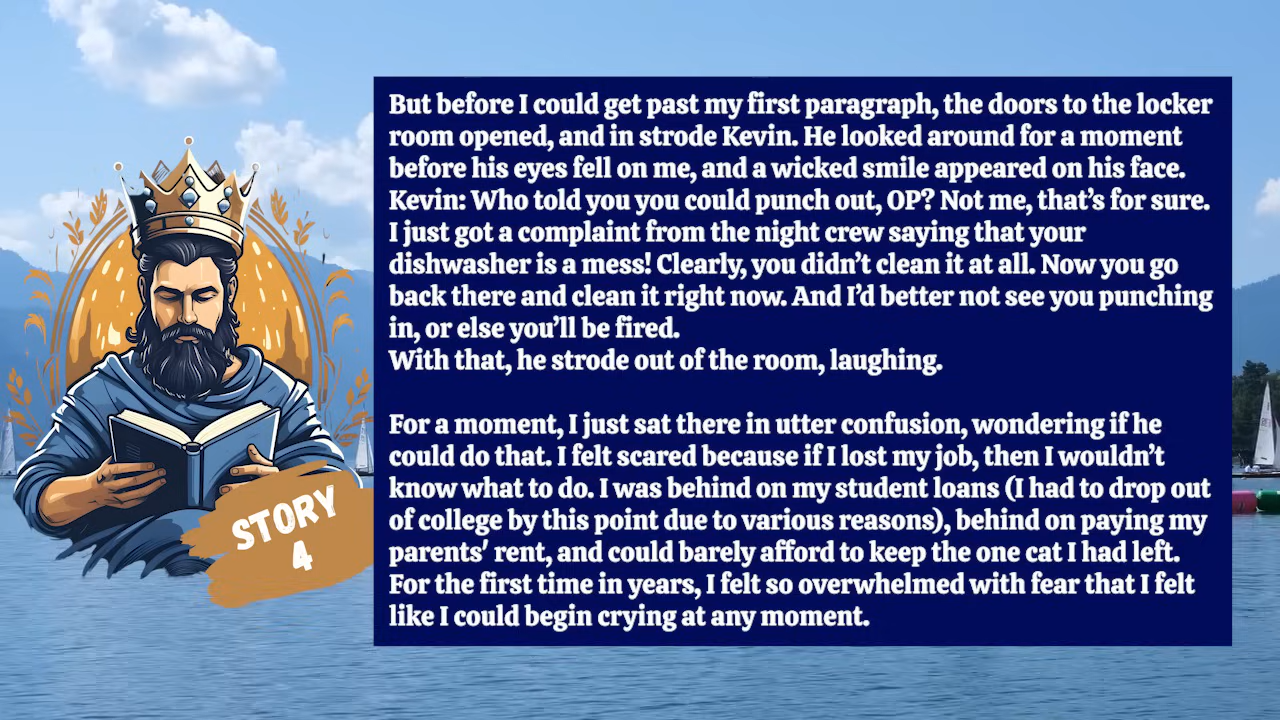 But before I could get past my first paragraph, the doors to the locker
room opened, and in strode Kevin. He looked around for a moment
before his eyes fell on me, and a wicked smile appeared on his face.
Kevin: Who told you you could punch out, OP? Not me, that’s for sure.
I just got a complaint from the night crew saying that your
dishwasher is a mess! Clearly, you didn’t clean it at all. Now you go
back there and clean it right now. And I’d better not see you punching
in, or else you’ll be fired.
With that, he strode out of the room, laughing.
For a moment, I just sat there in utter confusion, wondering if he
could do that. I felt scared because if I lost my job, then I wouldn’t
know what to do. I was behind on my student loans (I had to drop out
of college by this point due to various reasons), behind on paying my
parents' rent, and could barely afford to keep the one cat I had left.
For the first time in years, I felt so overwhelmed with fear that I felt
like I could begin crying at any moment.
STORY
4